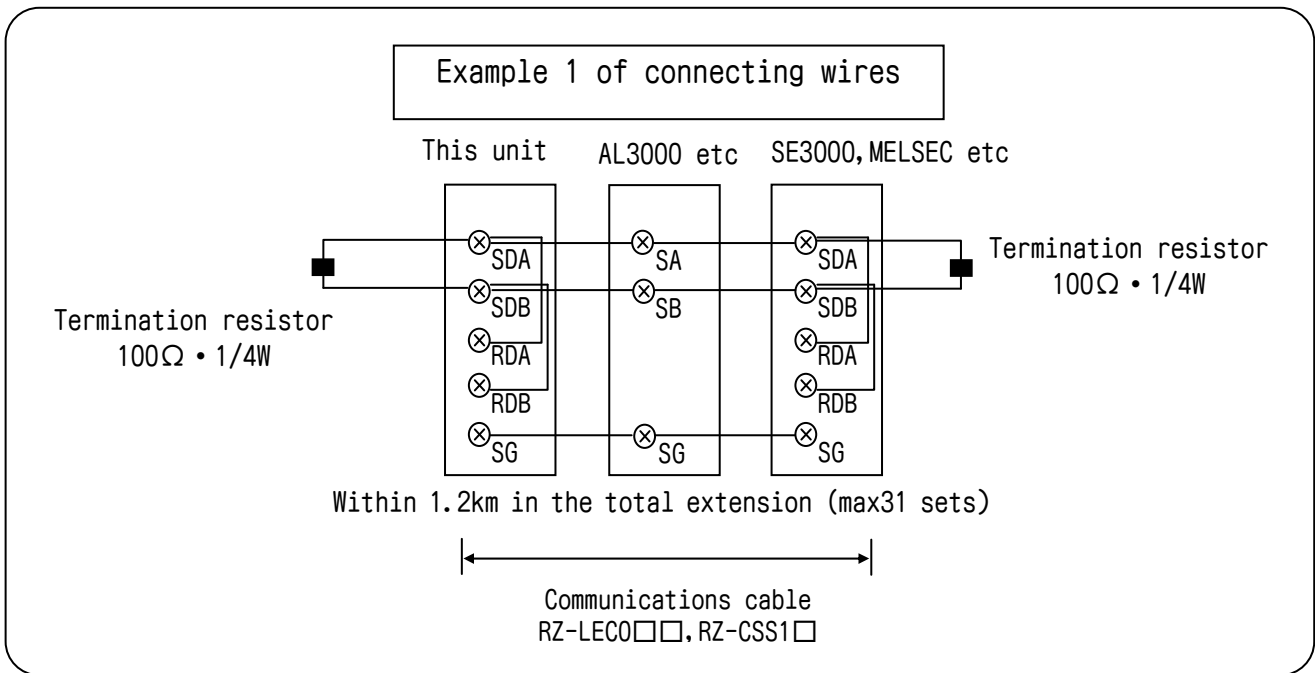 Example 1 of connecting wires
This unit
AL3000 etc
SE3000,MELSEC etc
SDA
SA
SDA
SDB
SB
SDB
RDA
RDA
RDB
RDB
SG
SG
SG
Termination resistor
100Ω・1/4W
Termination resistor
100Ω・1/4W
Within 1.2km in the total extension (max31 sets)
Communications cable
RZ-LEC0□□,RZ-CSS1□